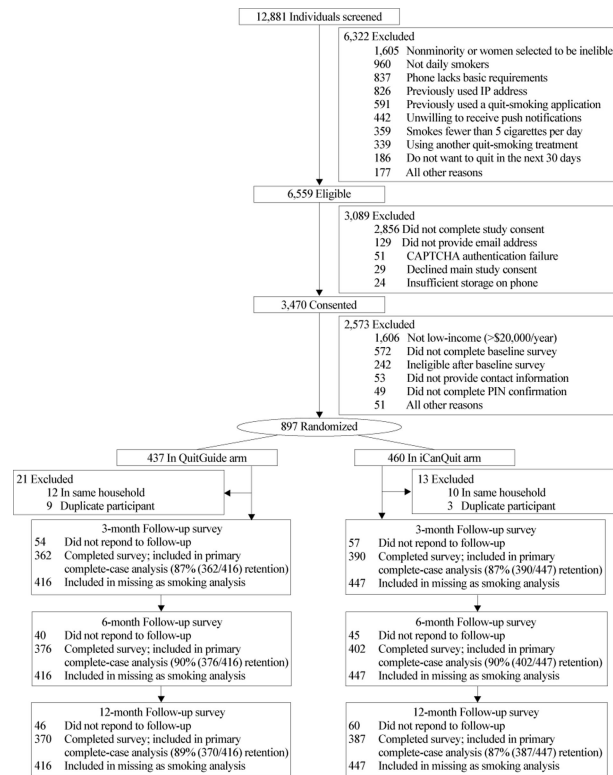 12,881 Individuals screened
6,322 Excluded
1,605 Nonminority or women selected to be inelible
960 Not daily smokers
837 Phone lacks basic requirements
826 Previously used IP address
591 Previously used a quit-smoking application
442 Unwilling to receive push notifications
359 Smokes fewer than 5 cigarettes per day
339 Using another quit-smoking treatment
186 Do not want to quit in the next 30 days
177 All other reasons
6,559 Eligible
3,089 Excluded
2,856 Did not complete study consent
129 Did not provide email address
51 CAPTCHA authentication failure
29 Declined main study consent
24 Insufficient storage on phone
3,470 Consented
2,573 Excluded
1,606 Not low-income (>$20,000/year)
572 Did not complete baseline survey
242 Ineligible after baseline survey
53 Did not provide contact information
49 Did not complete PIN confirmation
51 All other reasons
897 Randomized
437 In QuitGuide arm
21 Excluded
12 In same household
9 Duplicate participant
3-month Follow-up survey
54 Did not respond to follow-up
362 Completed survey; included in primary
complete-case analysis (87% (362/416) retention)
416 Included in missing as smoking analysis
6-month Follow-up survey
40 Did not respond to follow-up
376 Completed survey; included in primary
complete-case analysis (90% (376/416) retention)
416 Included in missing as smoking analysis
12-month Follow-up survey
46 Did not respond to follow-up
370 Completed survey; included in primary
complete-case analysis (89% (370/416) retention)
416 Included in missing as smoking analysis
460 In iCanQuit arm
13 Excluded
10 In same household
3 Duplicate participant
3-month Follow-up survey
57 Did not respond to follow-up
390 Completed survey; included in primary
complete-case analysis (87% (390/447) retention)
447 Included in missing as smoking analysis
6-month Follow-up survey
45 Did not respond to follow-up
402 Completed survey; included in primary
complete-case analysis (90% (402/447) retention)
447 Included in missing as smoking analysis
12-month Follow-up survey
60 Did not respond to follow-up
387 Completed survey; included in primary
complete-case analysis (87% (387/447) retention)
447 Included in missing as smoking analysis